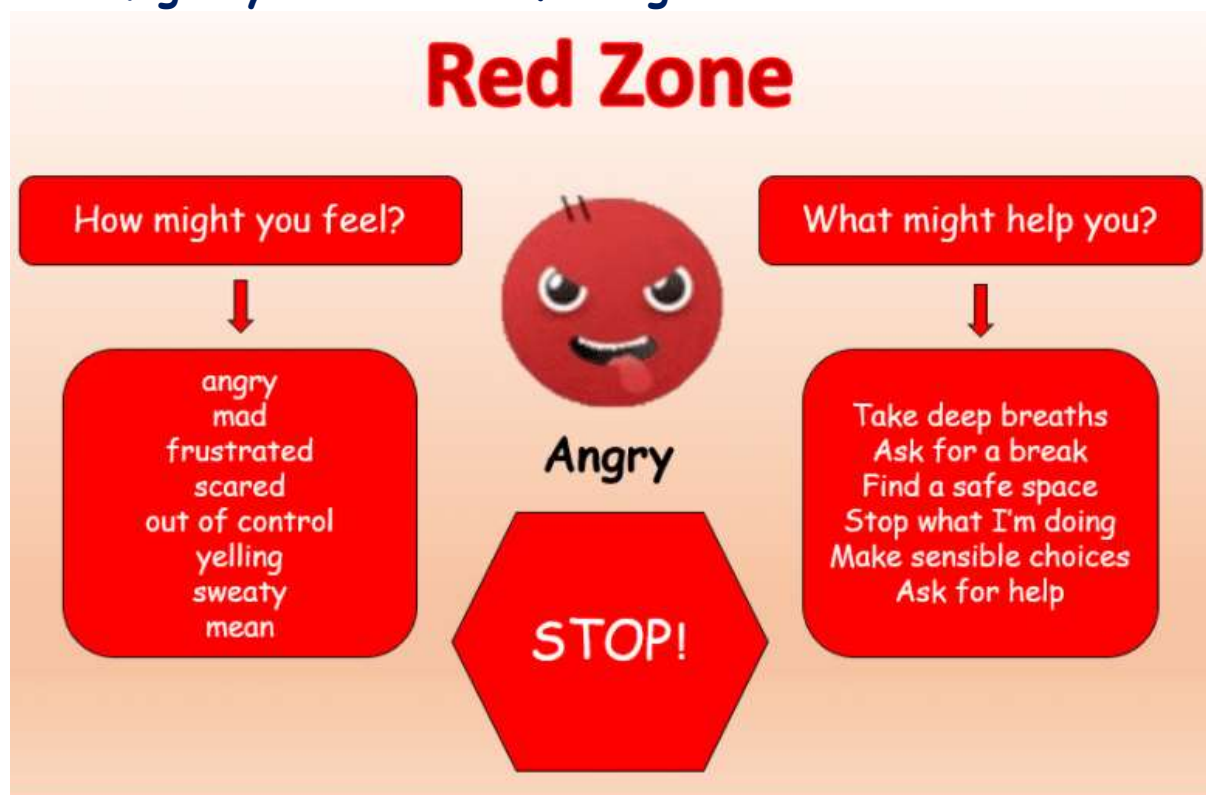 Red Zone
How might you feel?
angry
mad
frustrated
scared
out of control
yelling
sweaty
mean
Angry
STOP!
What might help you?
Take deep breaths
Ask for a break
Find a safe space
Stop what I'm doing
Make sensible choices
Ask for help